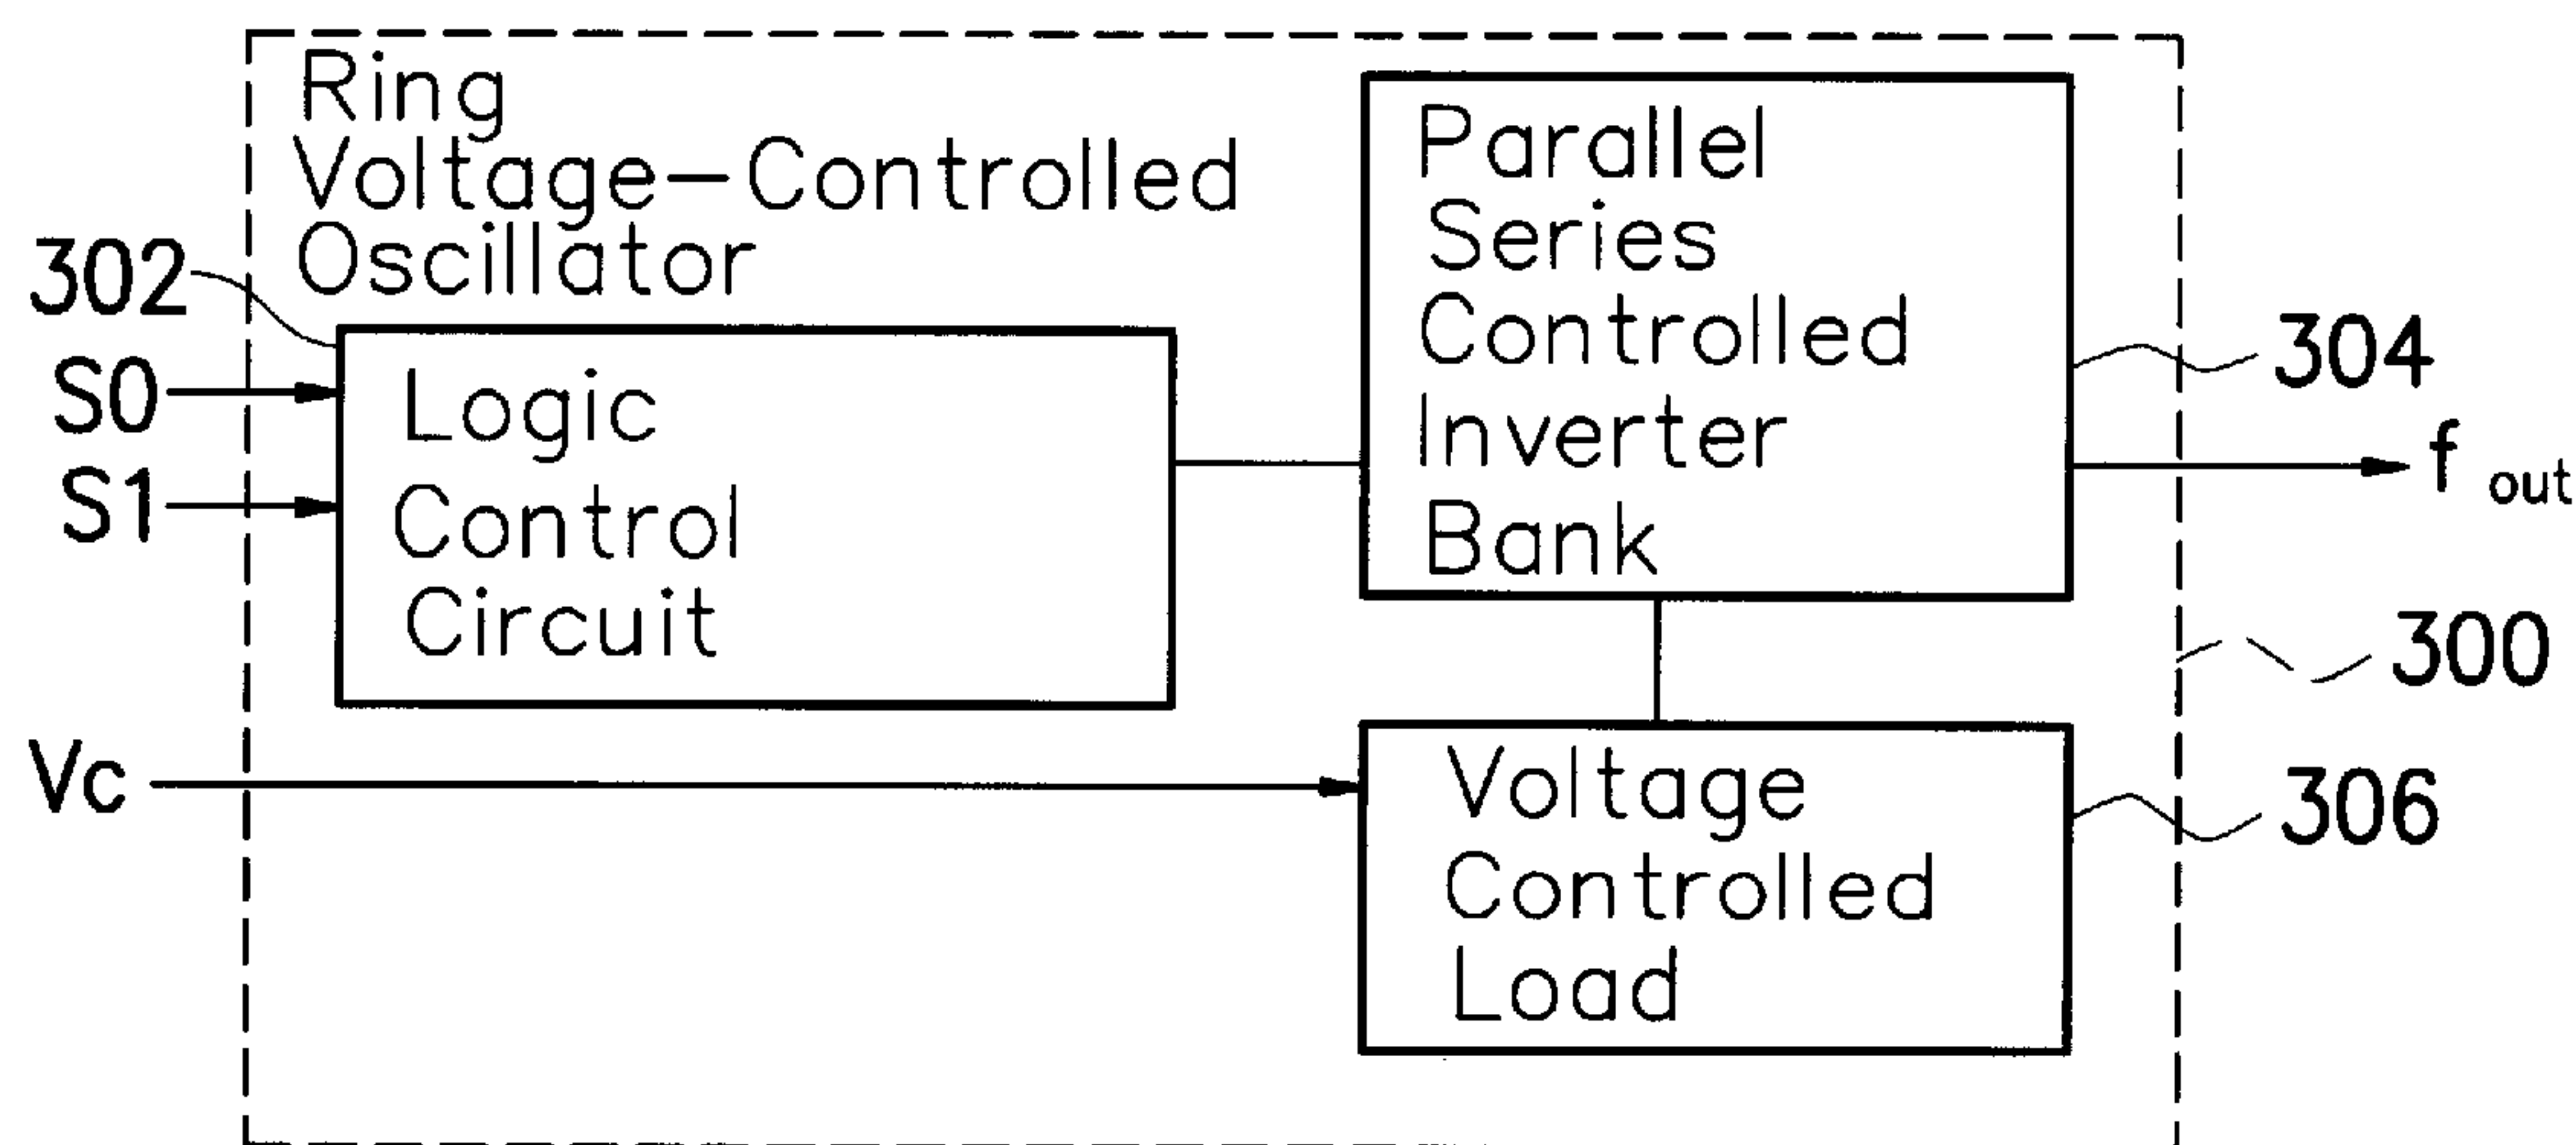 Ring
Voltage-Controlled
Oscillator
302
S0
S1
Logic
Control
Circuit
Parallel
Series
Controlled
Inverter
Bank
304
f out
300
Vc
Voltage
Controlled
Load
306